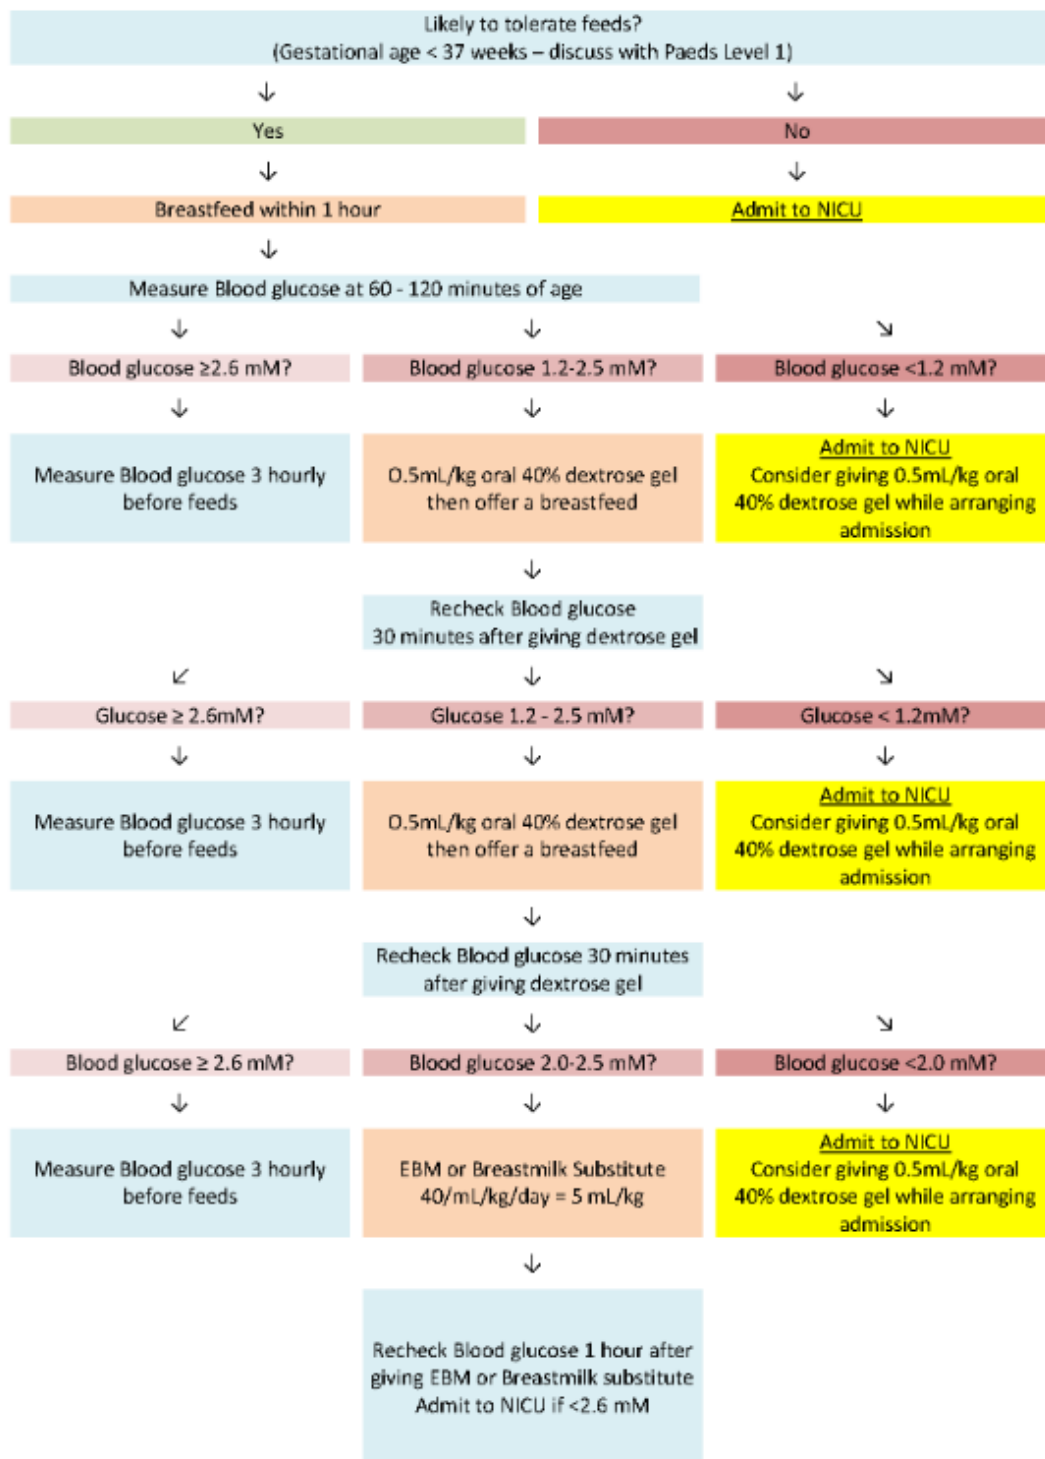 Likely to tolerate feeds?
(Gestational age < 37 weeks – discuss with Paeds Level 1)
↓ ↓
Yes No
↓ ↓
Breastfeed within 1 hour Admit to NICU
↓
Measure Blood glucose at 60 - 120 minutes of age
↓ ↓ ↘
Blood glucose ≥2.6 mM? Blood glucose 1.2-2.5 mM? Blood glucose <1.2 mM?
↓ ↓ ↓
Measure Blood glucose 3 hourly
before feeds
0.5mL/kg oral 40% dextrose gel
then offer a breastfeed
Admit to NICU
Consider giving 0.5mL/kg oral
40% dextrose gel while arranging
admission
↓
Recheck Blood glucose
30 minutes after giving dextrose gel
↙ ↓ ↘
Glucose ≥ 2.6mM? Glucose 1.2 - 2.5 mM? Glucose < 1.2mM?
↓ ↓ ↓
Measure Blood glucose 3 hourly
before feeds
0.5mL/kg oral 40% dextrose gel
then offer a breastfeed
Admit to NICU
Consider giving 0.5mL/kg oral
40% dextrose gel while arranging
admission
↓
Recheck Blood glucose 30 minutes
after giving dextrose gel
↙ ↓ ↘
Blood glucose ≥ 2.6 mM? Blood glucose 2.0-2.5 mM? Blood glucose <2.0 mM?
↓ ↓ ↓
Measure Blood glucose 3 hourly
before feeds
EBM or Breastmilk Substitute
40/mL/kg/day = 5 mL/kg
Admit to NICU
Consider giving 0.5mL/kg oral
40% dextrose gel while arranging
admission
↓
Recheck Blood glucose 1 hour after
giving EBM or Breastmilk substitute
Admit to NICU if <2.6 mM